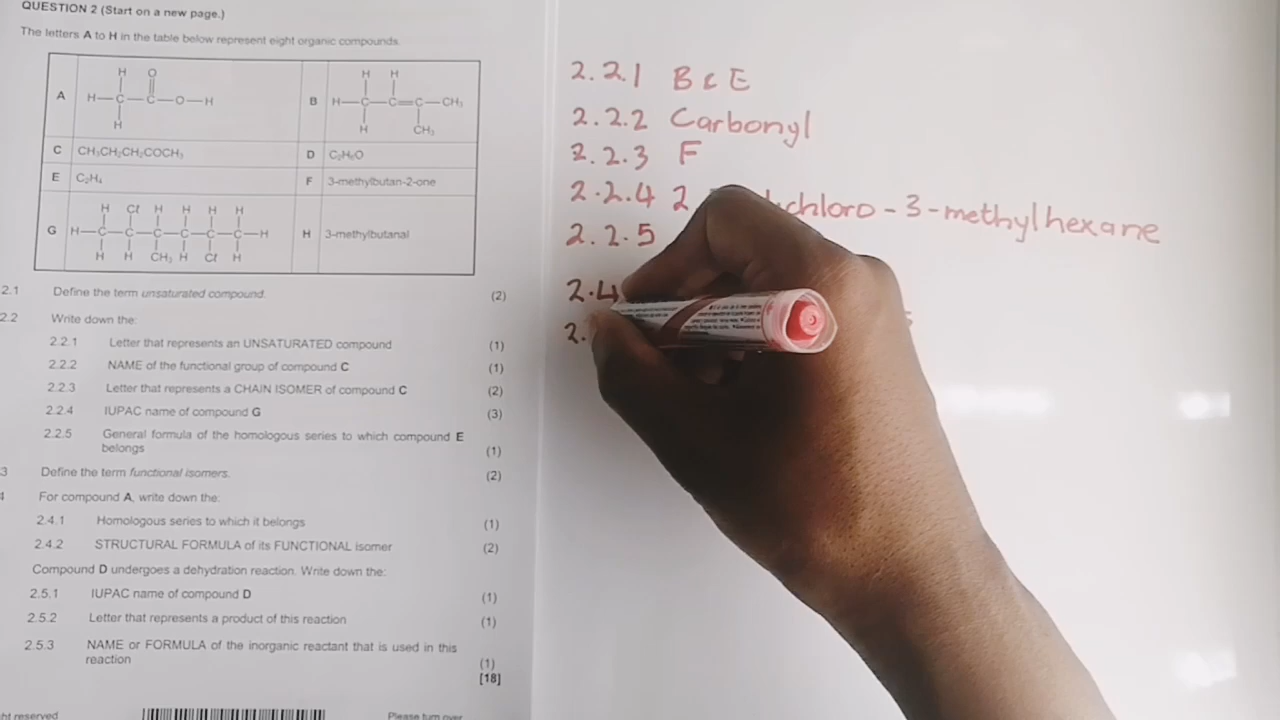 QUESTION 2 (Start on a new page.)
The letters A to H in the table below represent eight organic compounds.
A
H O
H—C—C—O—H
H
B
H H
H—C—C=C—CH₃
H CH₃
C CH₃CH₂CH₂COCH₃ D C₂H₆O
E C₂H₄ F 3-methylbutan-2-one
G
H Cℓ H H H H
H—C—C—C—C—C—C—H
H H CH₃ H Cℓ H
H 3-methylbutanal
2.1 Define the term unsaturated compound. (2)
2.2 Write down the:
2.2.1 Letter that represents an UNSATURATED compound (1)
2.2.2 NAME of the functional group of compound C (1)
2.2.3 Letter that represents a CHAIN ISOMER of compound C (2)
2.2.4 IUPAC name of compound G (3)
2.2.5 General formula of the homologous series to which compound E
belongs (1)
3 Define the term functional isomers. (2)
4 For compound A, write down the:
2.4.1 Homologous series to which it belongs (1)
2.4.2 STRUCTURAL FORMULA of its FUNCTIONAL isomer (2)
Compound D undergoes a dehydration reaction. Write down the:
2.5.1 IUPAC name of compound D (1)
2.5.2 Letter that represents a product of this reaction (1)
2.5.3 NAME or FORMULA of the inorganic reactant that is used in this
reaction (1)
[18]
ht reserved Please turn over
2.2.1 B & E
2.2.2 Carbonyl
2.2.3 F
2.2.4 2 chloro-3-methylhexane
2.2.5
2.4
2.